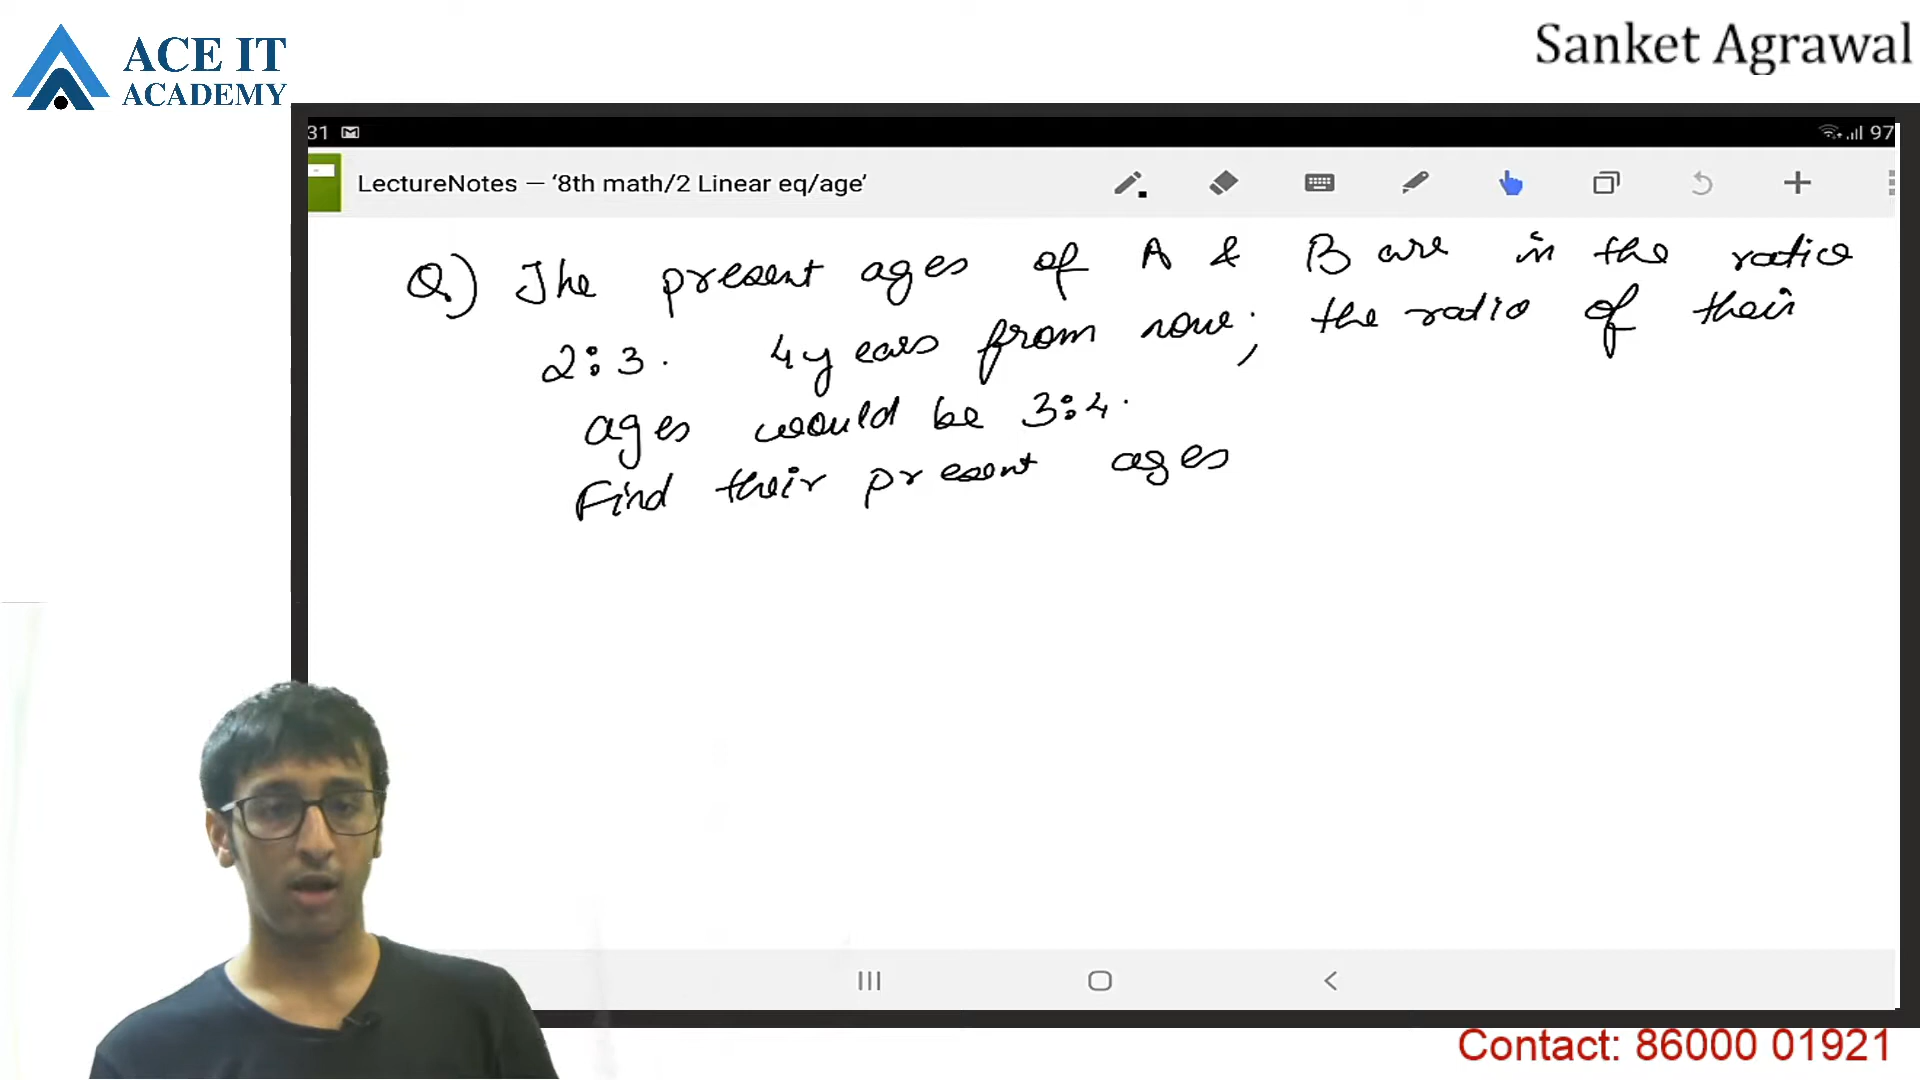 ACE IT
ACADEMY
Sanket Agrawal
31
97
LectureNotes — ‘8th math/2 Linear eq/age’
Q.) The present ages of A & B are in the ratio
2:3. 4 years from now, the ratio of their
ages would be 3:4.
Find their present ages
Contact: 86000 01921